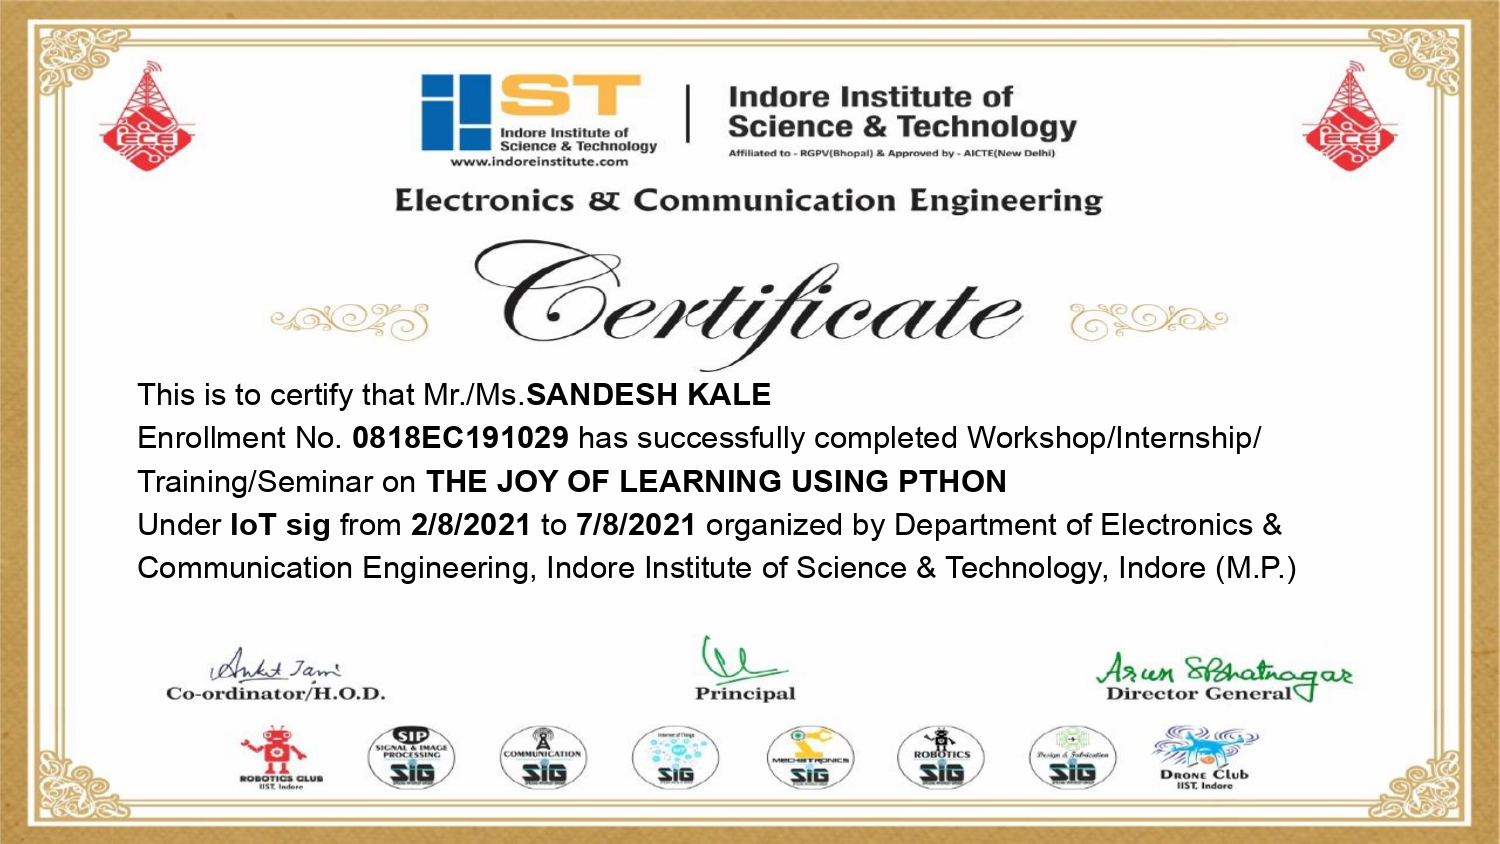 ECE
IIST
Indore Institute of
Science & Technology
www.indoreinstitute.com
Indore Institute of
Science & Technology
Affiliated to - RGPV(Bhopal) & Approved by - AICTE(New Delhi)
ECE
Electronics & Communication Engineering
Certificate
This is to certify that Mr./Ms.SANDESH KALE
Enrollment No. 0818EC191029 has successfully completed Workshop/Internship/
Training/Seminar on THE JOY OF LEARNING USING PTHON
Under IoT sig from 2/8/2021 to 7/8/2021 organized by Department of Electronics &
Communication Engineering, Indore Institute of Science & Technology, Indore (M.P.)
Ankit Jain
Co-ordinator/H.O.D.
Principal
Arun S Bhatnagar
Director General
ROBOTICS CLUB
IIST, Indore
SIP
SIGNAL & IMAGE
PROCESSING
SIG
COMMUNICATION
SIG
Internet of Things
SIG
MECHATRONICS
SIG
ROBOTICS
SIG
Design & Fabrication
SIG
DRONE CLUB
IIST, Indore